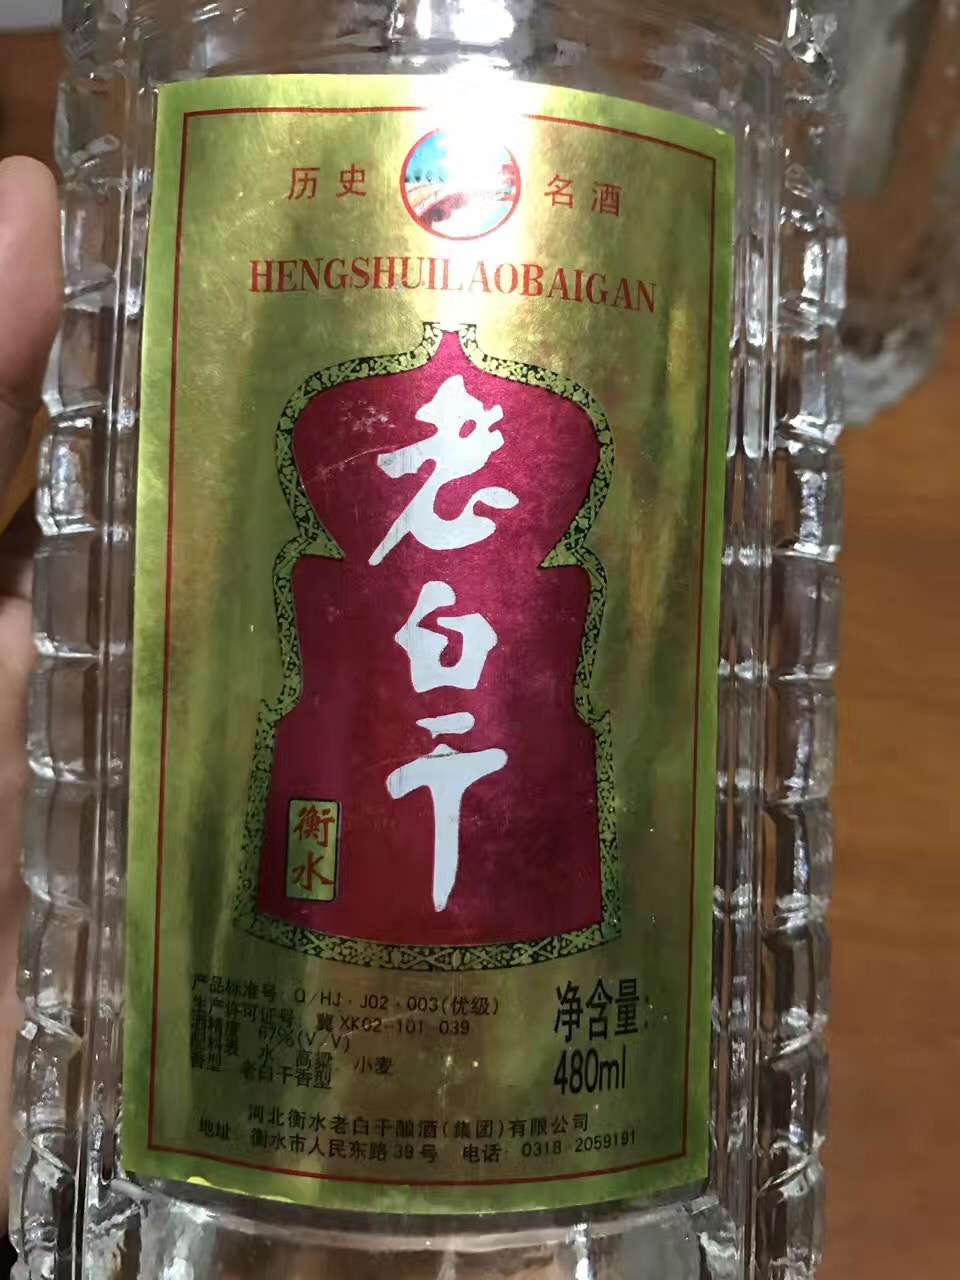 历史 名酒
HENGSHUILAOBAIGAN
老白干
衡水
产品标准号: Q/HJ·J02·003(优级)
生产许可证号: 冀XK02-101 039
酒精度 67%(V/V)
配料表 水 高粱 小麦
香型 老白干香型
净含量:
480ml
河北衡水老白干酿酒(集团)有限公司
地址: 衡水市人民东路39号 电话: 0318 2059191